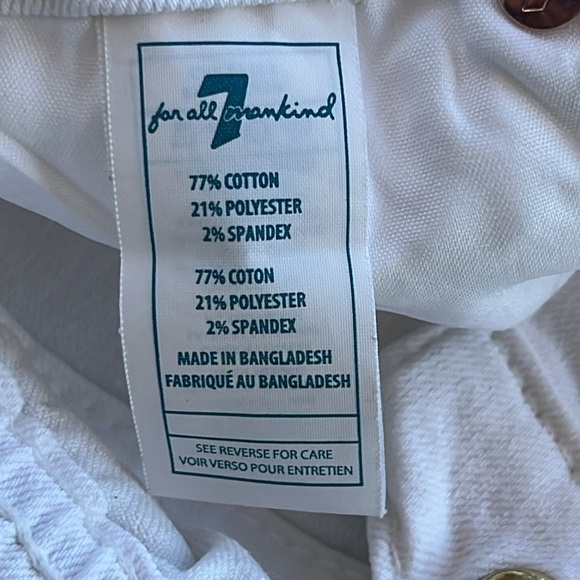 7
for all mankind
77% COTTON
21% POLYESTER
2% SPANDEX
77% COTON
21% POLYESTER
2% SPANDEX
MADE IN BANGLADESH
FABRIQUÉ AU BANGLADESH
SEE REVERSE FOR CARE
VOIR VERSO POUR ENTRETIEN